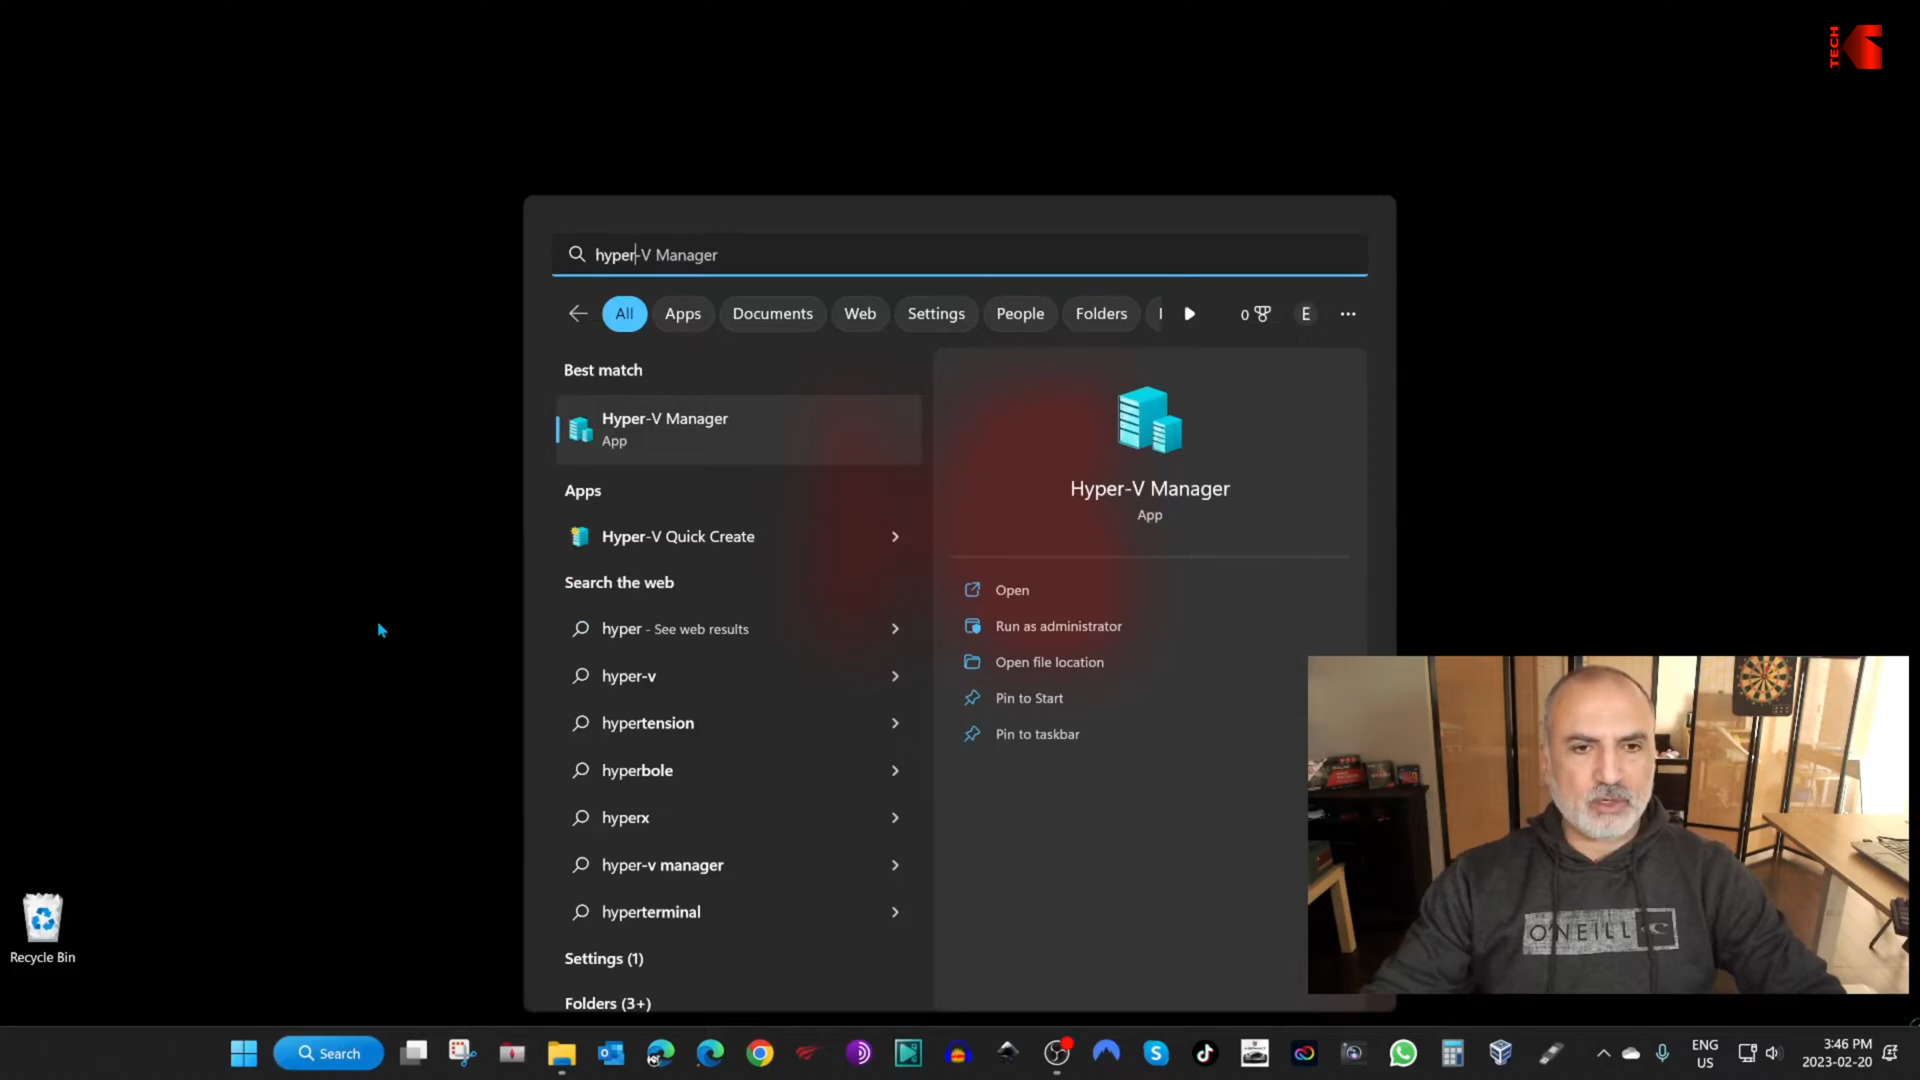 TECH
hyper-V Manager
All
Apps
Documents
Web
Settings
People
Folders
0
E
Best match
Hyper-V Manager
App
Apps
Hyper-V Quick Create
Search the web
hyper - See web results
hyper-v
hypertension
hyperbole
hyperx
hyper-v manager
hyperterminal
Settings (1)
Folders (3+)
Hyper-V Manager
App
Open
Run as administrator
Open file location
Pin to Start
Pin to taskbar
O'NEILL
Recycle Bin
Search
ENG
US
3:46 PM
2023-02-20